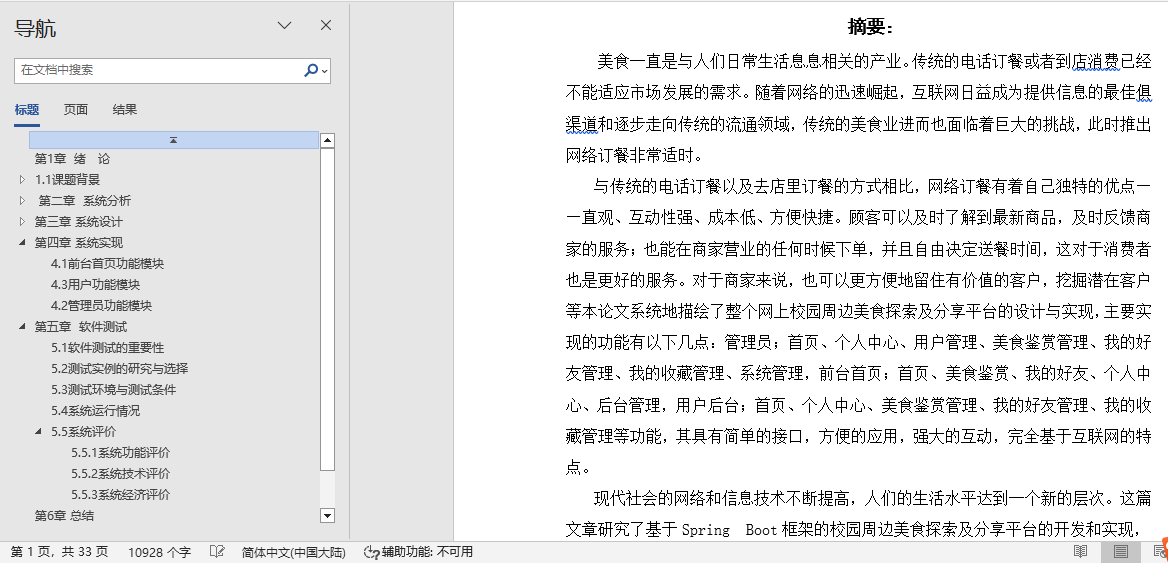 导航
在文档中搜索
标题 页面 结果
第1章 绪 论
1.1课题背景
第二章 系统分析
第三章 系统设计
第四章 系统实现
4.1前台首页功能模块
4.3用户功能模块
4.2管理员功能模块
第五章 软件测试
5.1软件测试的重要性
5.2测试实例的研究与选择
5.3测试环境与测试条件
5.4系统运行情况
5.5系统评价
5.5.1系统功能评价
5.5.2系统技术评价
5.5.3系统经济评价
第6章 总结
摘要：
美食一直是与人们日常生活息息相关的产业。传统的电话订餐或者到店消费已经
不能适应市场发展的需求。随着网络的迅速崛起，互联网日益成为提供信息的最佳俱
渠道和逐步走向传统的流通领域，传统的美食业进而也面临着巨大的挑战，此时推出
网络订餐非常适时。
与传统的电话订餐以及去店里订餐的方式相比，网络订餐有着自己独特的优点—
—直观、互动性强、成本低、方便快捷。顾客可以及时了解到最新商品，及时反馈商
家的服务；也能在商家营业的任何时候下单，并且自由决定送餐时间，这对于消费者
也是更好的服务。对于商家来说，也可以更方便地留住有价值的客户，挖掘潜在客户
等本论文系统地描绘了整个网上校园周边美食探索及分享平台的设计与实现，主要实
现的功能有以下几点：管理员；首页、个人中心、用户管理、美食鉴赏管理、我的好
友管理、我的收藏管理、系统管理，前台首页；首页、美食鉴赏、我的好友、个人中
心、后台管理，用户后台；首页、个人中心、美食鉴赏管理、我的好友管理、我的收
藏管理等功能，其具有简单的接口，方便的应用，强大的互动，完全基于互联网的特
点。
现代社会的网络和信息技术不断提高，人们的生活水平达到一个新的层次。这篇
文章研究了基于 Spring Boot 框架的校园周边美食探索及分享平台的开发和实现，
第 1 页，共 33 页 10928 个字 简体中文(中国大陆) 辅助功能: 不可用